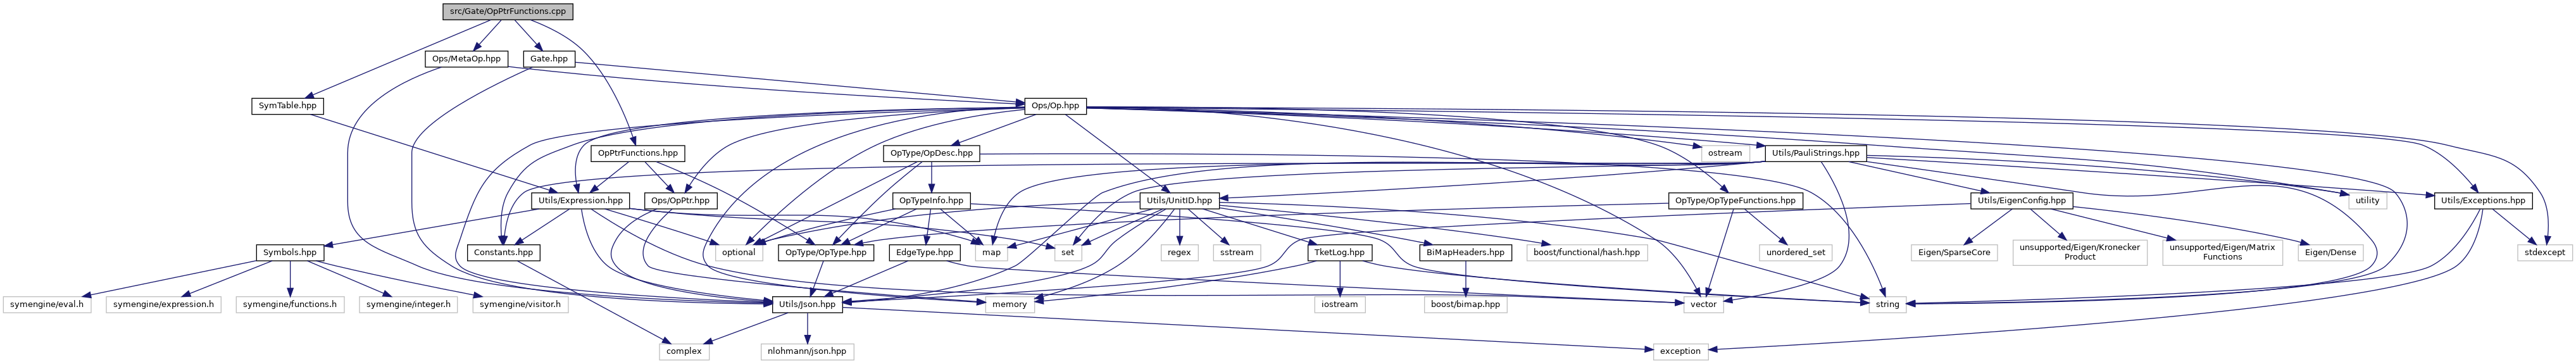 src/Gate/OpPtrFunctions.cpp
Ops/MetaOp.hpp
Gate.hpp
SymTable.hpp
Ops/Op.hpp
OpPtrFunctions.hpp
OpType/OpDesc.hpp
ostream
Utils/PauliStrings.hpp
Utils/Expression.hpp
Ops/OpPtr.hpp
OpTypeInfo.hpp
Utils/UnitID.hpp
OpType/OpTypeFunctions.hpp
Utils/EigenConfig.hpp
utility
Utils/Exceptions.hpp
Symbols.hpp
Constants.hpp
optional
OpType/OpType.hpp
EdgeType.hpp
map
set
regex
sstream
TketLog.hpp
BiMapHeaders.hpp
boost/functional/hash.hpp
unordered_set
Eigen/SparseCore
unsupported/Eigen/Kronecker
Product
unsupported/Eigen/Matrix
Functions
Eigen/Dense
stdexcept
symengine/eval.h
symengine/expression.h
symengine/functions.h
symengine/integer.h
symengine/visitor.h
Utils/Json.hpp
memory
iostream
boost/bimap.hpp
vector
string
complex
nlohmann/json.hpp
exception